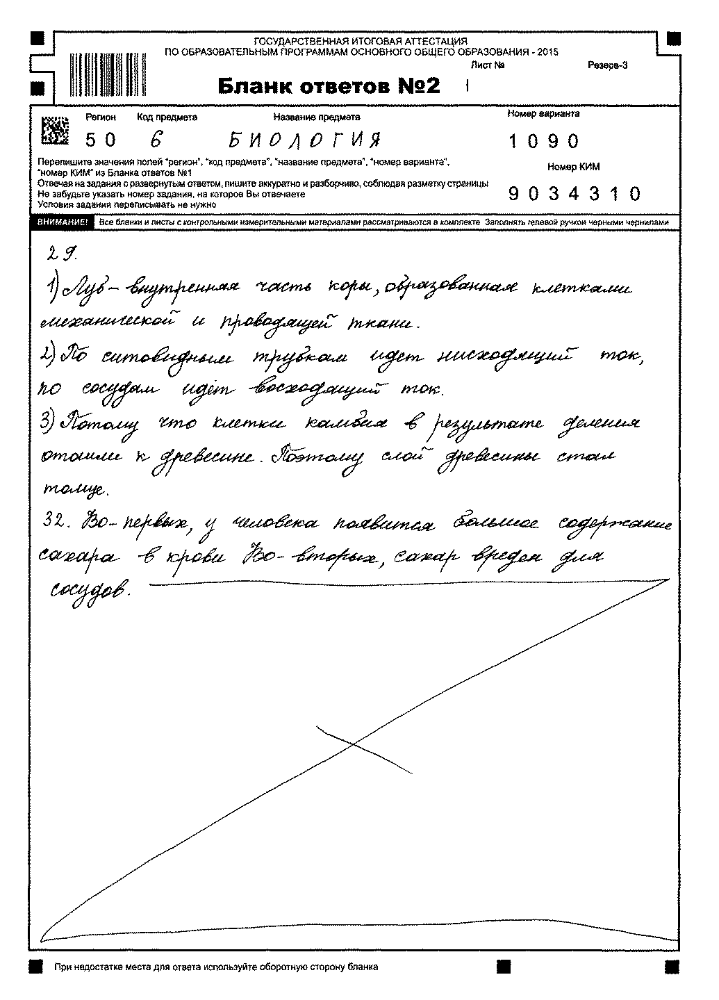 ГОСУДАРСТВЕННАЯ ИТОГОВАЯ АТТЕСТАЦИЯ
ПО ОБРАЗОВАТЕЛЬНЫМ ПРОГРАММАМ ОСНОВНОГО ОБЩЕГО ОБРАЗОВАНИЯ - 2015
Лист № Резерв-3
Бланк ответов №2 1
Регион Код предмета Название предмета Номер варианта
50 6 БИОЛОГИЯ 1090
Перепишите значения полей "регион", "код предмета", "название предмета", "номер варианта",
"номер КИМ" из Бланка ответов №1
Номер КИМ
Отвечая на задания с развернутым ответом, пишите аккуратно и разборчиво, соблюдая разметку страницы
Не забудьте указать номер задания, на которое Вы отвечаете
Условия задания переписывать не нужно
9034310
ВНИМАНИЕ! Все бланки и листы с контрольными измерительными материалами рассматриваются в комплекте Заполнять гелевой ручкой черными чернилами
29.
1) Луб – внутренняя часть коры, образованная клетками
механической и проводящей ткани.
2) По ситовидным трубкам идет нисходящий ток,
по сосудам идёт восходящий ток.
3) Потому что клетки камбия в результате деления
отошли к древесине. Поэтому слой древесины стал
толще.
32. Во-первых, у человека появится большое содержание
сахара в крови Во-вторых, сахар вреден для
сосудов.
При недостатке места для ответа используйте оборотную сторону бланка